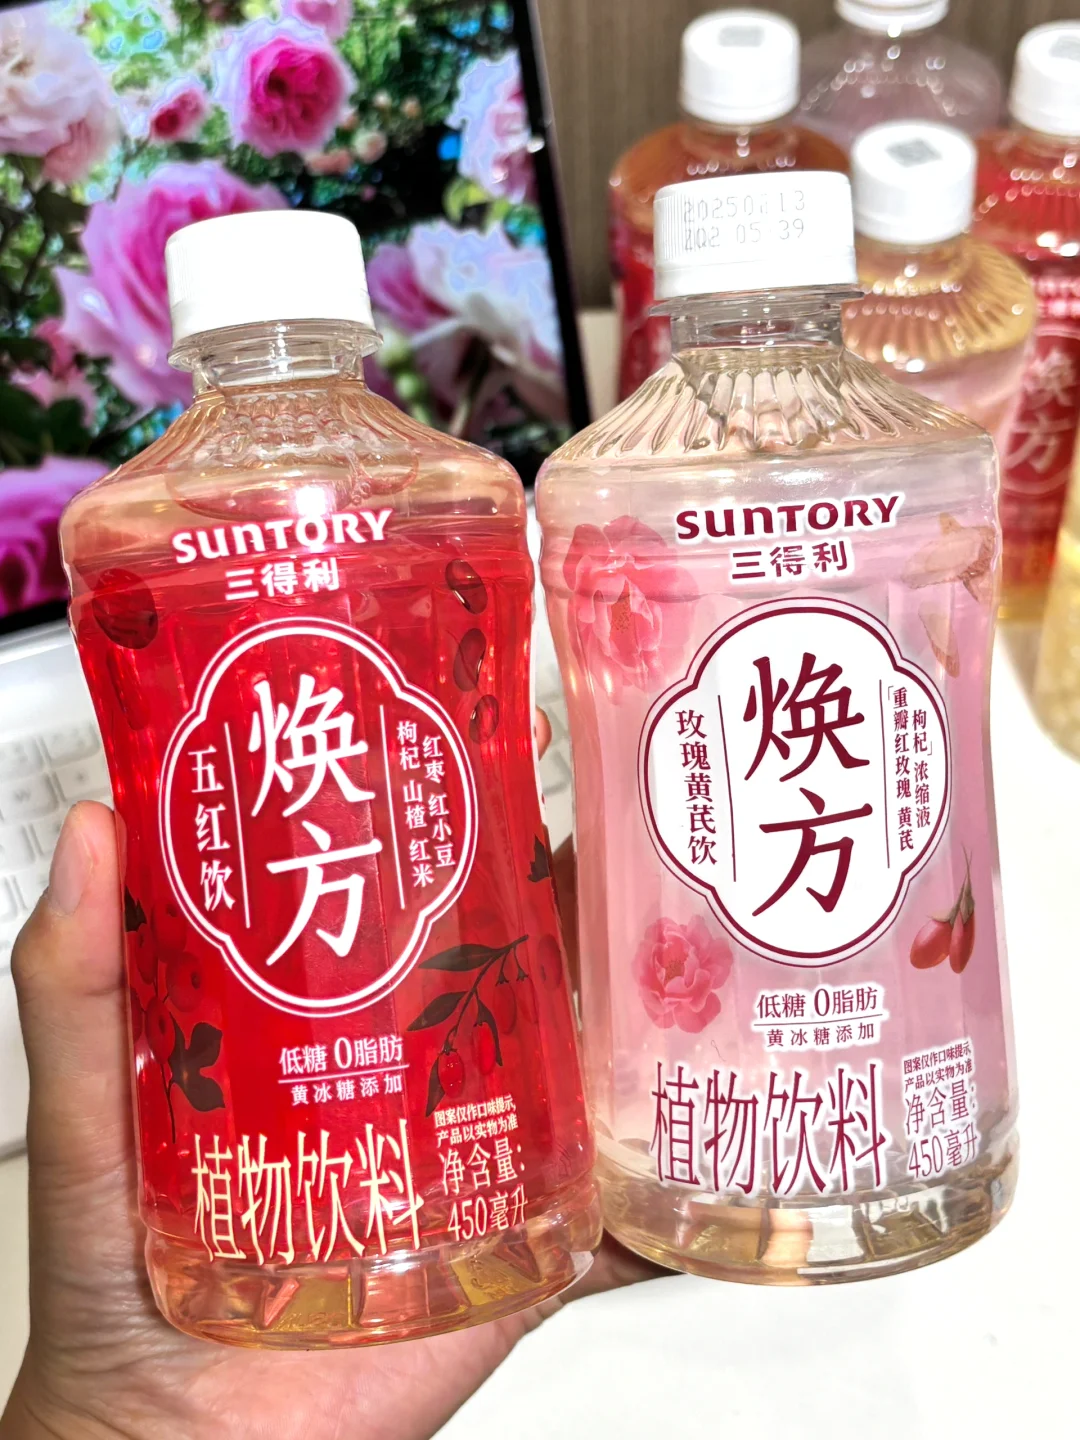 SUNTORY
三得利
焕方
五红饮
红枣 红小豆
枸杞 山楂 红米
低糖 0脂肪
黄冰糖添加
植物饮料
图案仅作口味提示,
产品以实物为准
净含量:
450毫升
SUNTORY
三得利
焕方
玫瑰黄芪饮
枸杞」浓缩液
「重瓣红玫瑰 黄芪
低糖 0脂肪
黄冰糖添加
植物饮料
图案仅作口味提示,
产品以实物为准
净含量:
450毫升
焕方